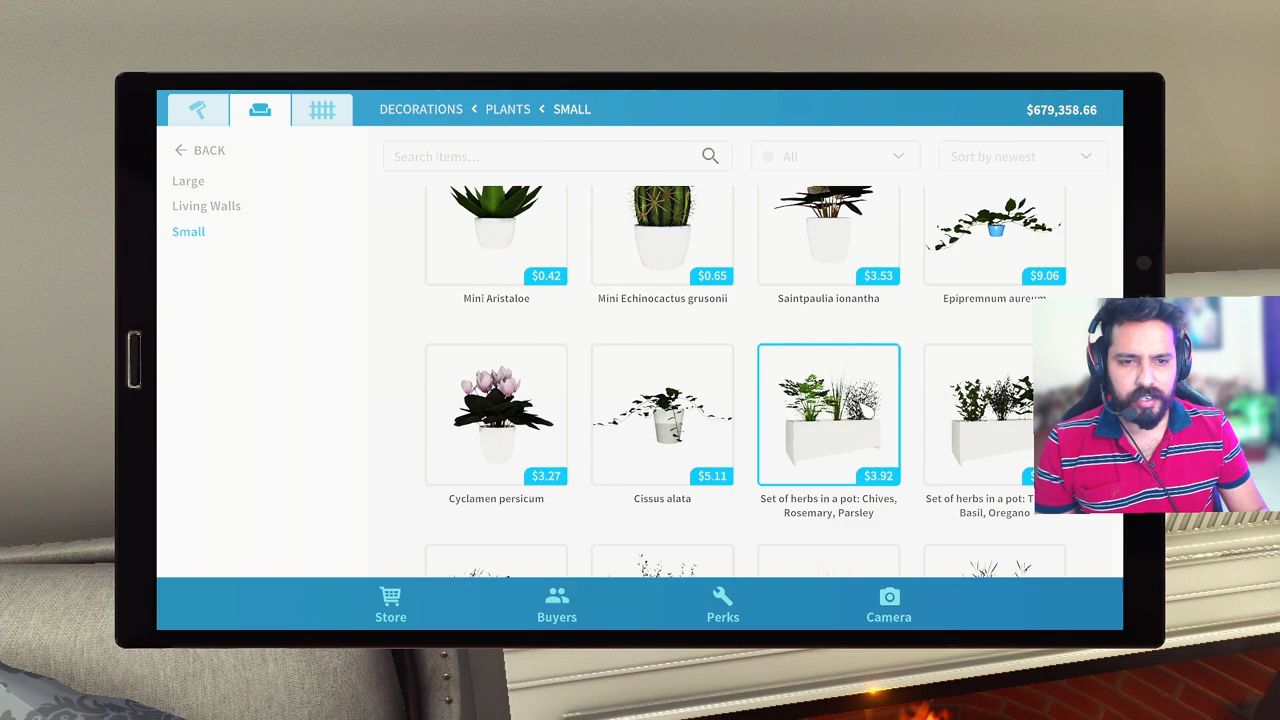 DECORATIONS < PLANTS < SMALL
$679,358.66
BACK
Search items...
All
Sort by newest
Large
Living Walls
Small
$0.42
$0.65
$3.53
$9.06
Mini Aristaloe
Mini Echinocactus grusonii
Saintpaulia ionantha
Epipremnum aureum
$3.27
$5.11
$3.92
Cyclamen persicum
Cissus alata
Set of herbs in a pot: Chives,
Rosemary, Parsley
Set of herbs in a pot:
Basil, Oregano
Store
Buyers
Perks
Camera